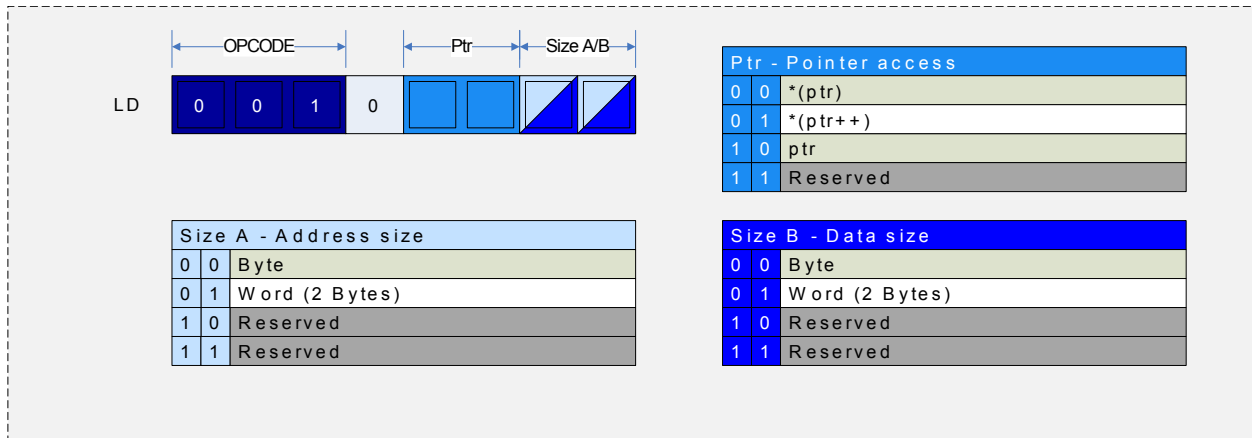 OPCODE Ptr Size A/B
LD 0 0 1 0
Ptr - Pointer access
0 0 *(ptr)
0 1 *(ptr++)
1 0 ptr
1 1 Reserved
Size A - Address size
0 0 Byte
0 1 Word (2 Bytes)
1 0 Reserved
1 1 Reserved
Size B - Data size
0 0 Byte
0 1 Word (2 Bytes)
1 0 Reserved
1 1 Reserved